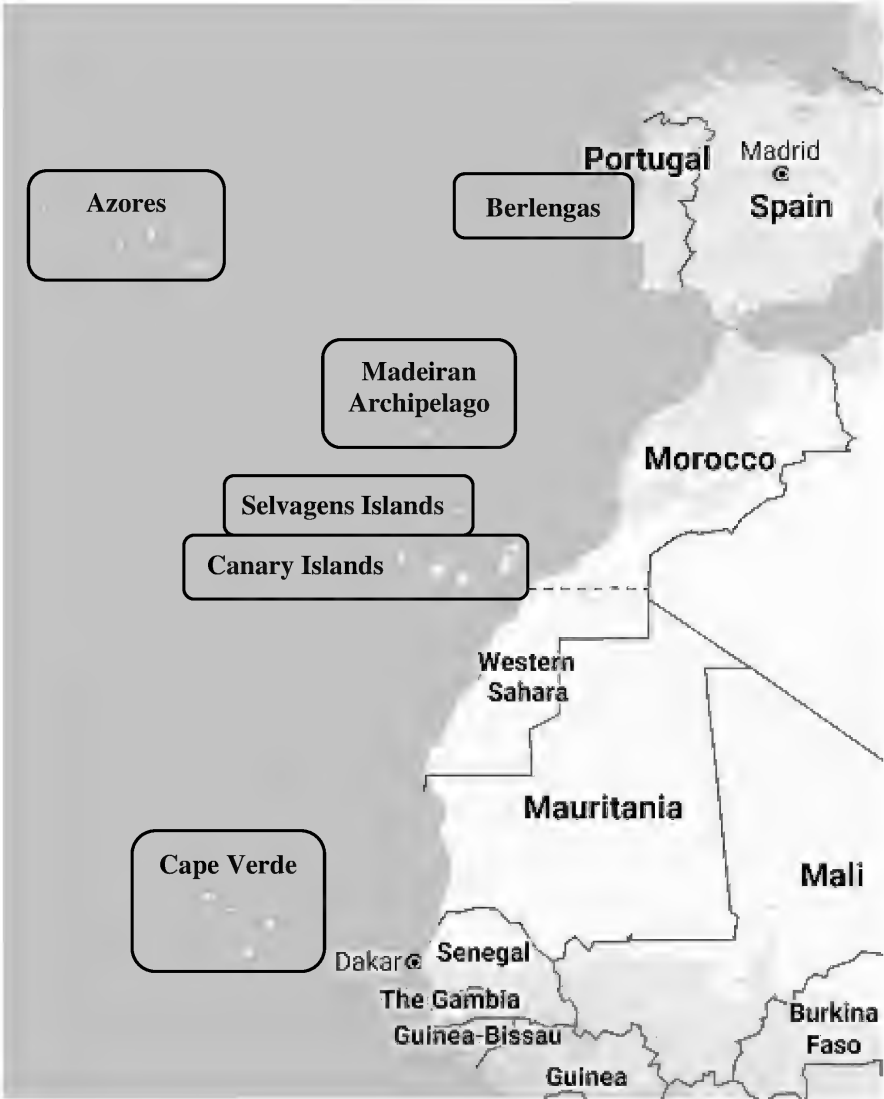 Portugal
Madrid
Azores
Berlengas
Spain
Madeiran
Archipelago
Morocco
Selvagens Islands
Canary Islands
Western
Sahara
Mauritania
Cape Verde
Mali
Senegal
Dakar
The Gambia
Burkina
Faso
Guinea-Bissau
Guinea